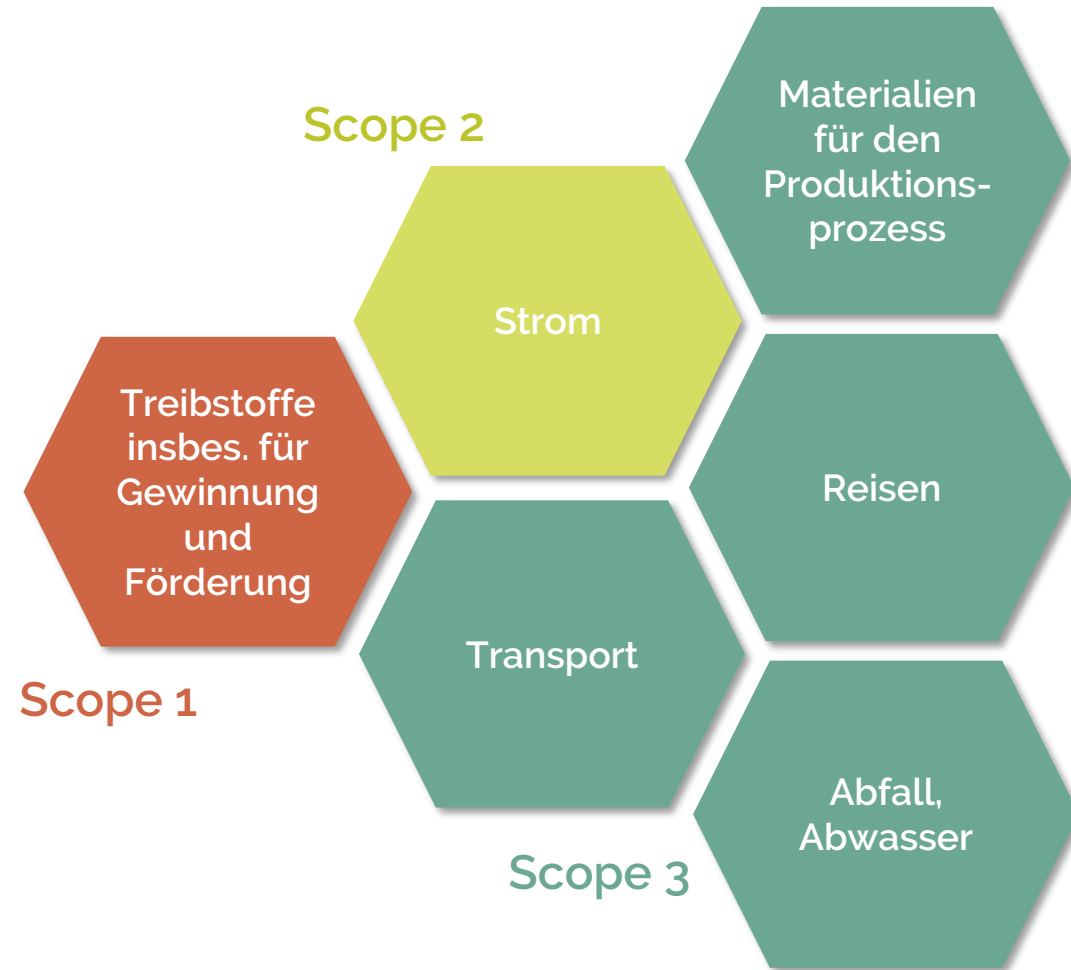 Scope 2
Materialien
für den
Produktions-
prozess
Strom
Treibstoffe
insbes. für
Gewinnung
und
Förderung
Reisen
Scope 1
Transport
Abfall,
Abwasser
Scope 3